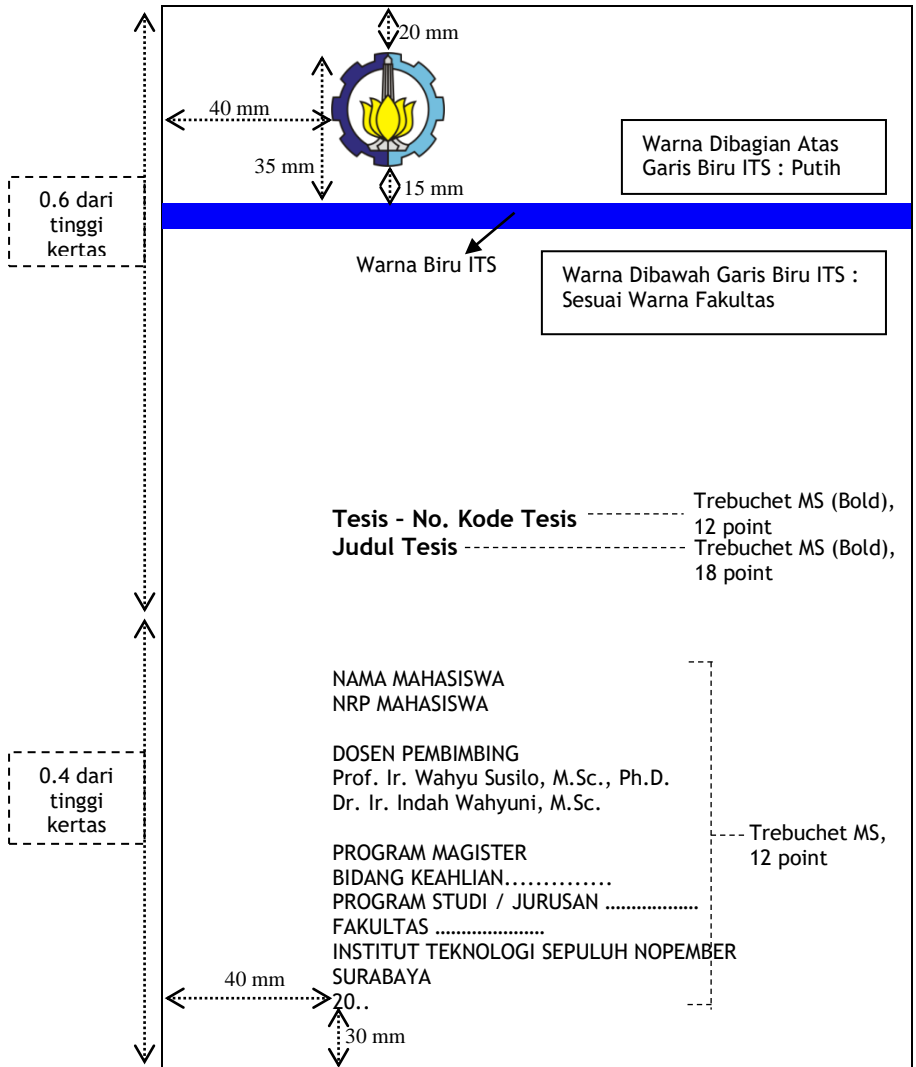 20 mm
40 mm
35 mm
15 mm
Warna Dibagian Atas
Garis Biru ITS : Putih
0.6 dari
tinggi
kertas
Warna Biru ITS
Warna Dibawah Garis Biru ITS :
Sesuai Warna Fakultas
Tesis – No. Kode Tesis
Trebuchet MS (Bold),
12 point
Judul Tesis
Trebuchet MS (Bold),
18 point
NAMA MAHASISWA
NRP MAHASISWA
DOSEN PEMBIMBING
Prof. Ir. Wahyu Susilo, M.Sc., Ph.D.
Dr. Ir. Indah Wahyuni, M.Sc.
0.4 dari
tinggi
kertas
Trebuchet MS,
12 point
PROGRAM MAGISTER
BIDANG KEAHLIAN..............
PROGRAM STUDI / JURUSAN ...................
FAKULTAS .....................
INSTITUT TEKNOLOGI SEPULUH NOPEMBER
SURABAYA
20..
40 mm
30 mm